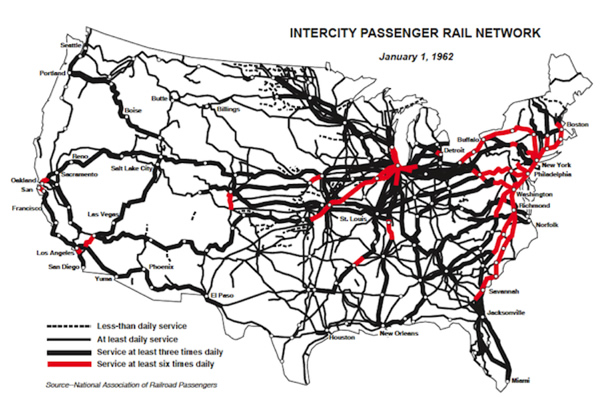 INTERCITY PASSENGER RAIL NETWORK
January 1, 1962
Seattle
Portland
Butte
Billings
Boise
Boston
Buffalo
Detroit
New York
Philadelphia
Reno
Oakland
Sacramento
Salt Lake City
San
Francisco
Washington
Richmond
St. Louis
Norfolk
Las Vegas
Los Angeles
San Diego
Phoenix
Yuma
Savannah
El Paso
Jacksonville
Houston
New Orleans
Miami
Less-than daily service
At least daily service
Service at least three times daily
Service at least six times daily
Source--National Association of Railroad Passengers